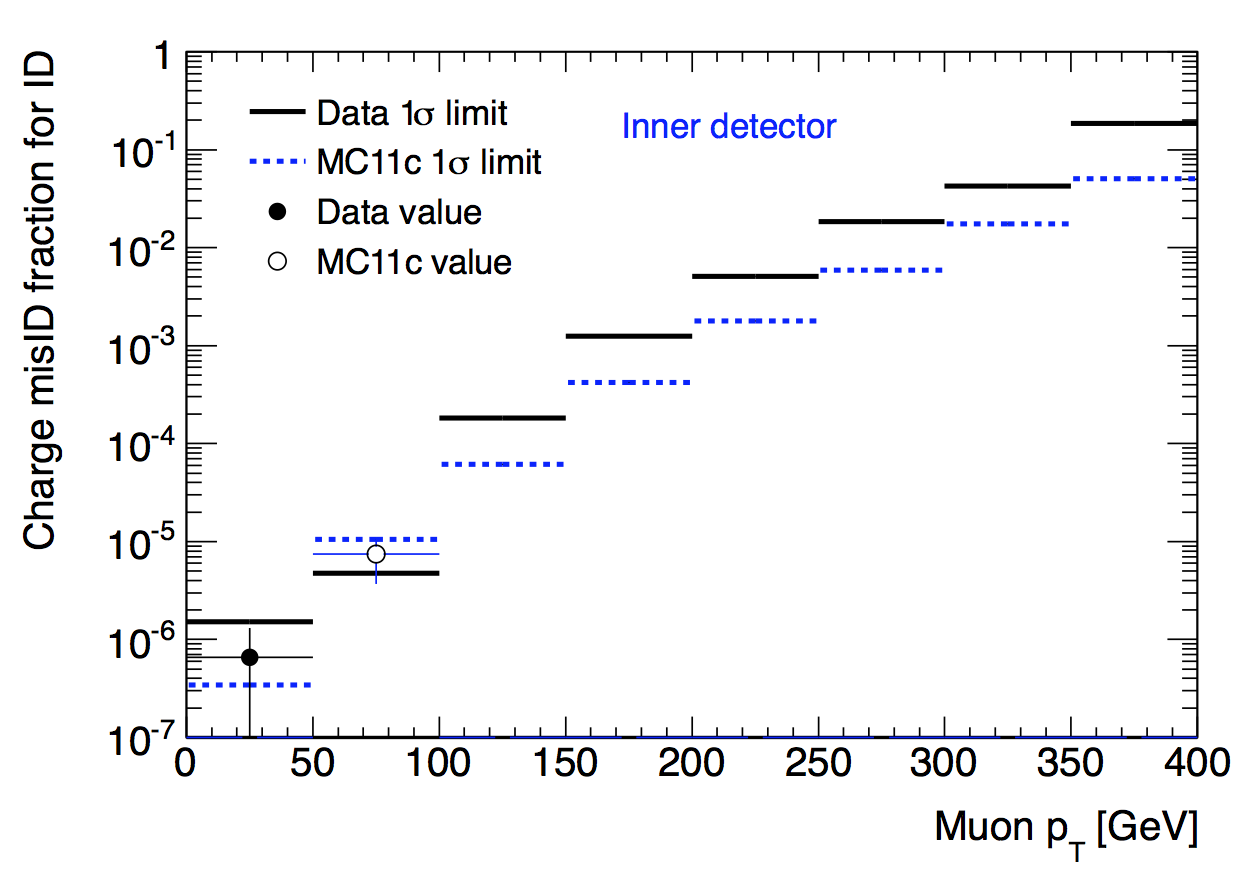 Charge misID fraction for ID
1
10⁻¹
10⁻²
10⁻³
10⁻⁴
10⁻⁵
10⁻⁶
10⁻⁷
Data 1σ limit
MC11c 1σ limit
Data value
MC11c value
Inner detector
0 50 100 150 200 250 300 350 400
Muon p_T [GeV]